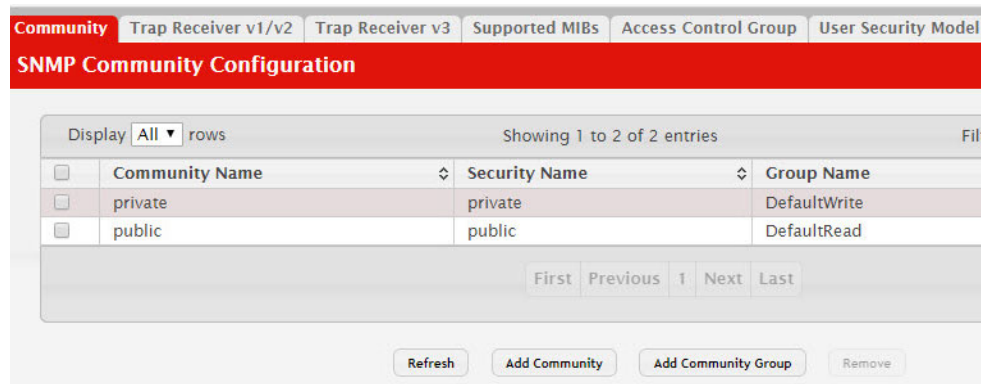 Community Trap Receiver v1/v2 Trap Receiver v3 Supported MIBs Access Control Group User Security Model
SNMP Community Configuration
Display All rows Showing 1 to 2 of 2 entries Fil
Community Name Security Name Group Name
private private DefaultWrite
public public DefaultRead
First Previous 1 Next Last
Refresh Add Community Add Community Group Remove